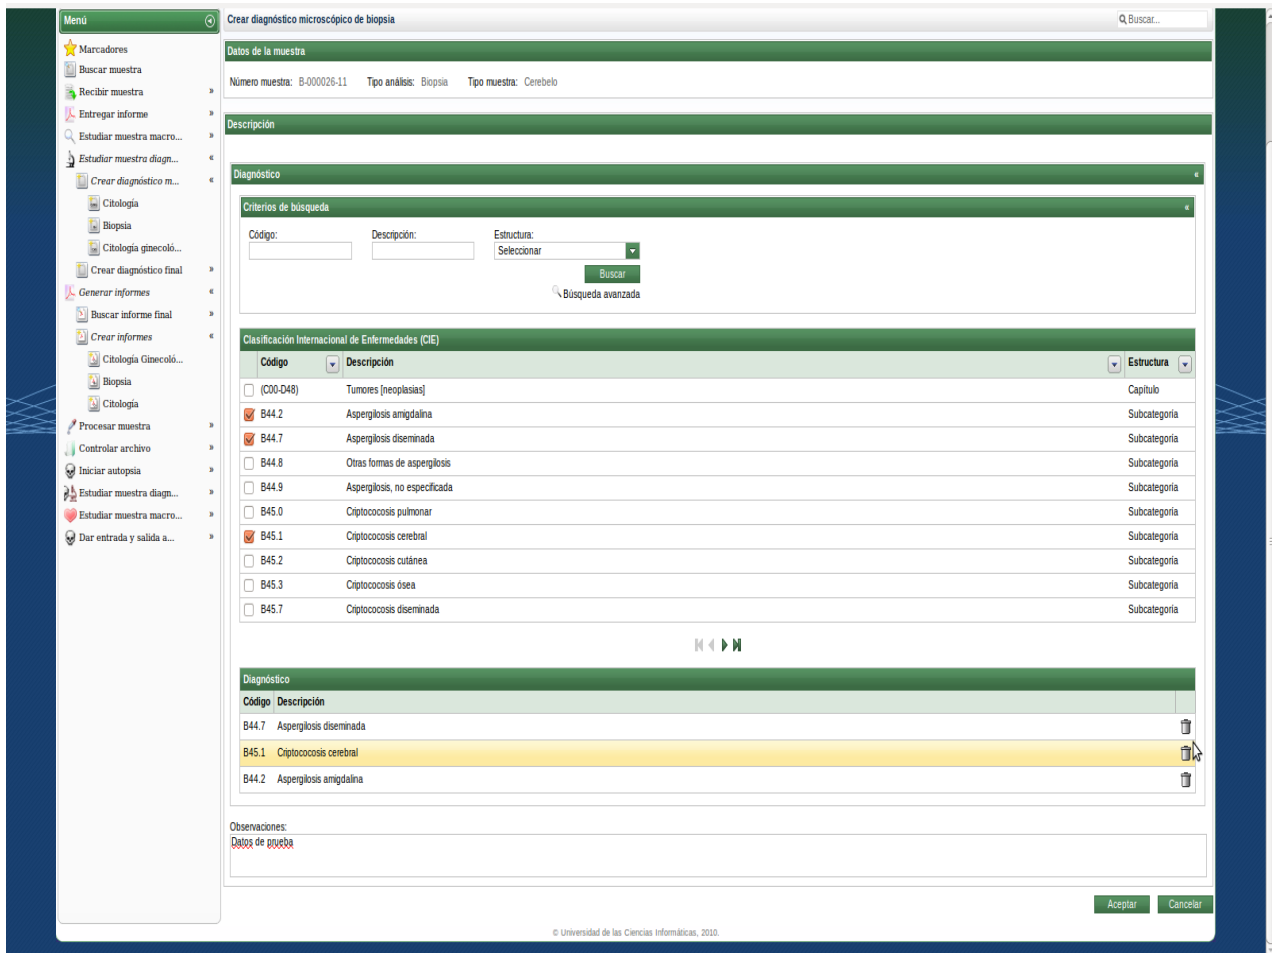 Menú
Marcadores
Buscar muestra
Recibir muestra »
Entregar informe »
Estudiar muestra macro... »
Estudiar muestra diagn... «
Crear diagnóstico m... «
Citología
Biopsia
Citología ginecoló...
Crear diagnóstico final »
Generar informes «
Buscar informe final »
Crear informes «
Citología Ginecoló...
Biopsia
Citología
Procesar muestra »
Controlar archivo »
Iniciar autopsia »
Estudiar muestra diagn... »
Estudiar muestra macro... »
Dar entrada y salida a... »
Crear diagnóstico microscópico de biopsia Buscar...
Datos de la muestra
Número muestra: B-000026-11 Tipo análisis: Biopsia Tipo muestra: Cerebelo
Descripción
Diagnóstico «
Criterios de búsqueda «
Código: Descripción: Estructura:
Seleccionar
Buscar
Búsqueda avanzada
Clasificación Internacional de Enfermedades (CIE)
Código Descripción Estructura
(C00-D48) Tumores [neoplasias] Capítulo
B44.2 Aspergilosis amigdalina Subcategoría
B44.7 Aspergilosis diseminada Subcategoría
B44.8 Otras formas de aspergilosis Subcategoría
B44.9 Aspergilosis, no especificada Subcategoría
B45.0 Criptococosis pulmonar Subcategoría
B45.1 Criptococosis cerebral Subcategoría
B45.2 Criptococosis cutánea Subcategoría
B45.3 Criptococosis ósea Subcategoría
B45.7 Criptococosis diseminada Subcategoría
Diagnóstico
Código Descripción
B44.7 Aspergilosis diseminada
B45.1 Criptococosis cerebral
B44.2 Aspergilosis amigdalina
Observaciones:
Datos de prueba
Aceptar Cancelar
© Universidad de las Ciencias Informáticas, 2010.